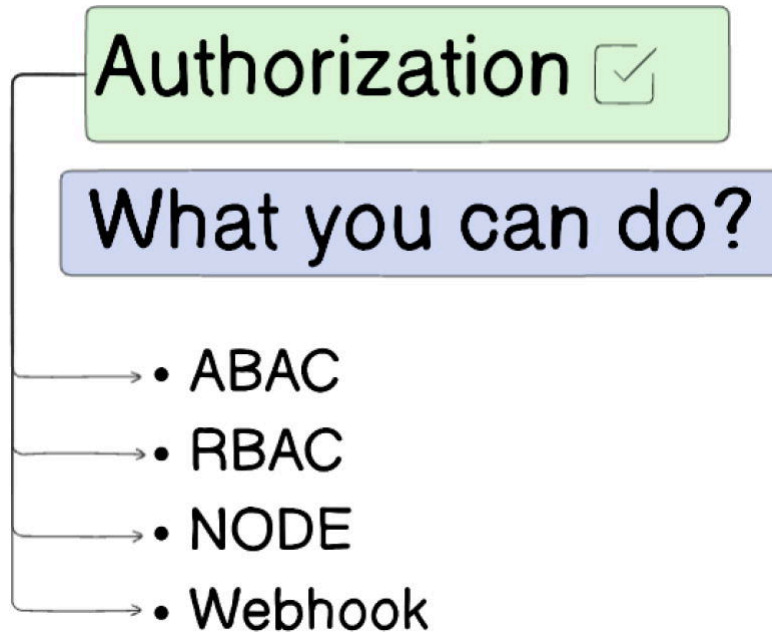 Authorization
What you can do?
• ABAC
• RBAC
• NODE
• Webhook